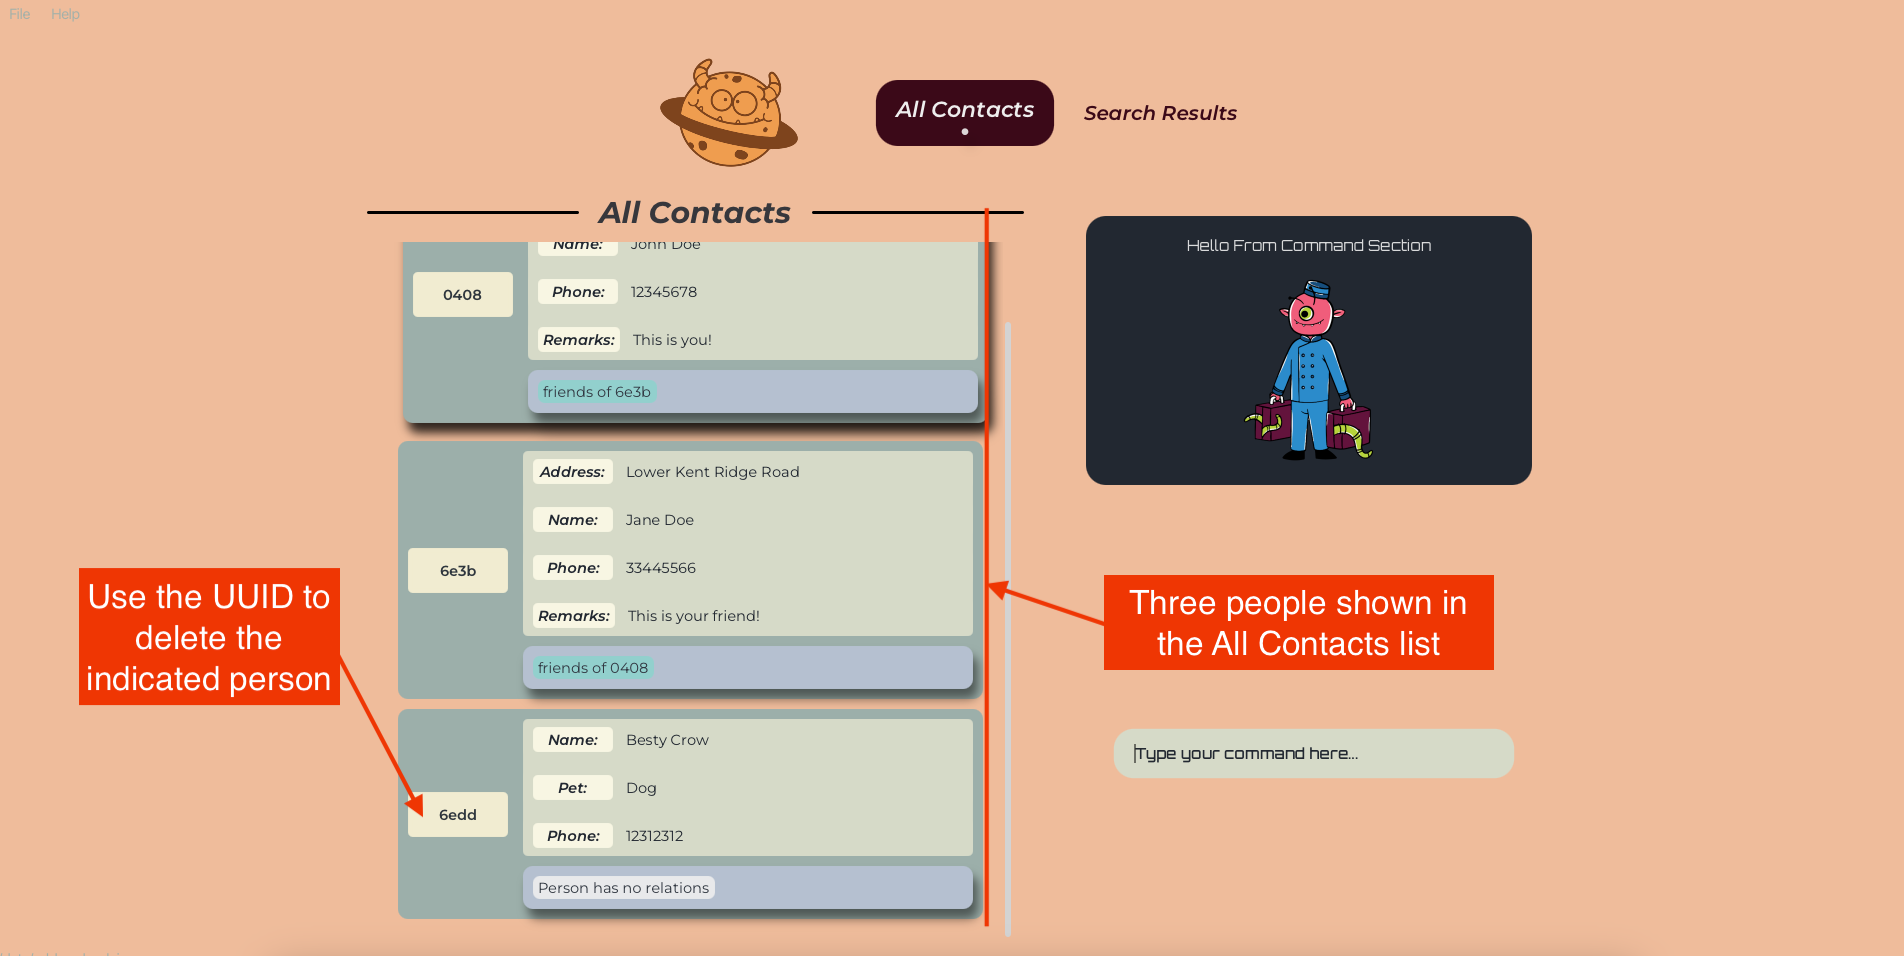 File Help
All Contacts
Search Results
All Contacts
Name: John Doe
0408
Phone: 12345678
Remarks: This is you!
friends of 6e3b
Address: Lower Kent Ridge Road
Name: Jane Doe
6e3b
Phone: 33445566
Remarks: This is your friend!
friends of 0408
Name: Besty Crow
Pet: Dog
6edd
Phone: 12312312
Person has no relations
Hello From Command Section
Type your command here...
Use the UUID to
delete the
indicated person
Three people shown in
the All Contacts list